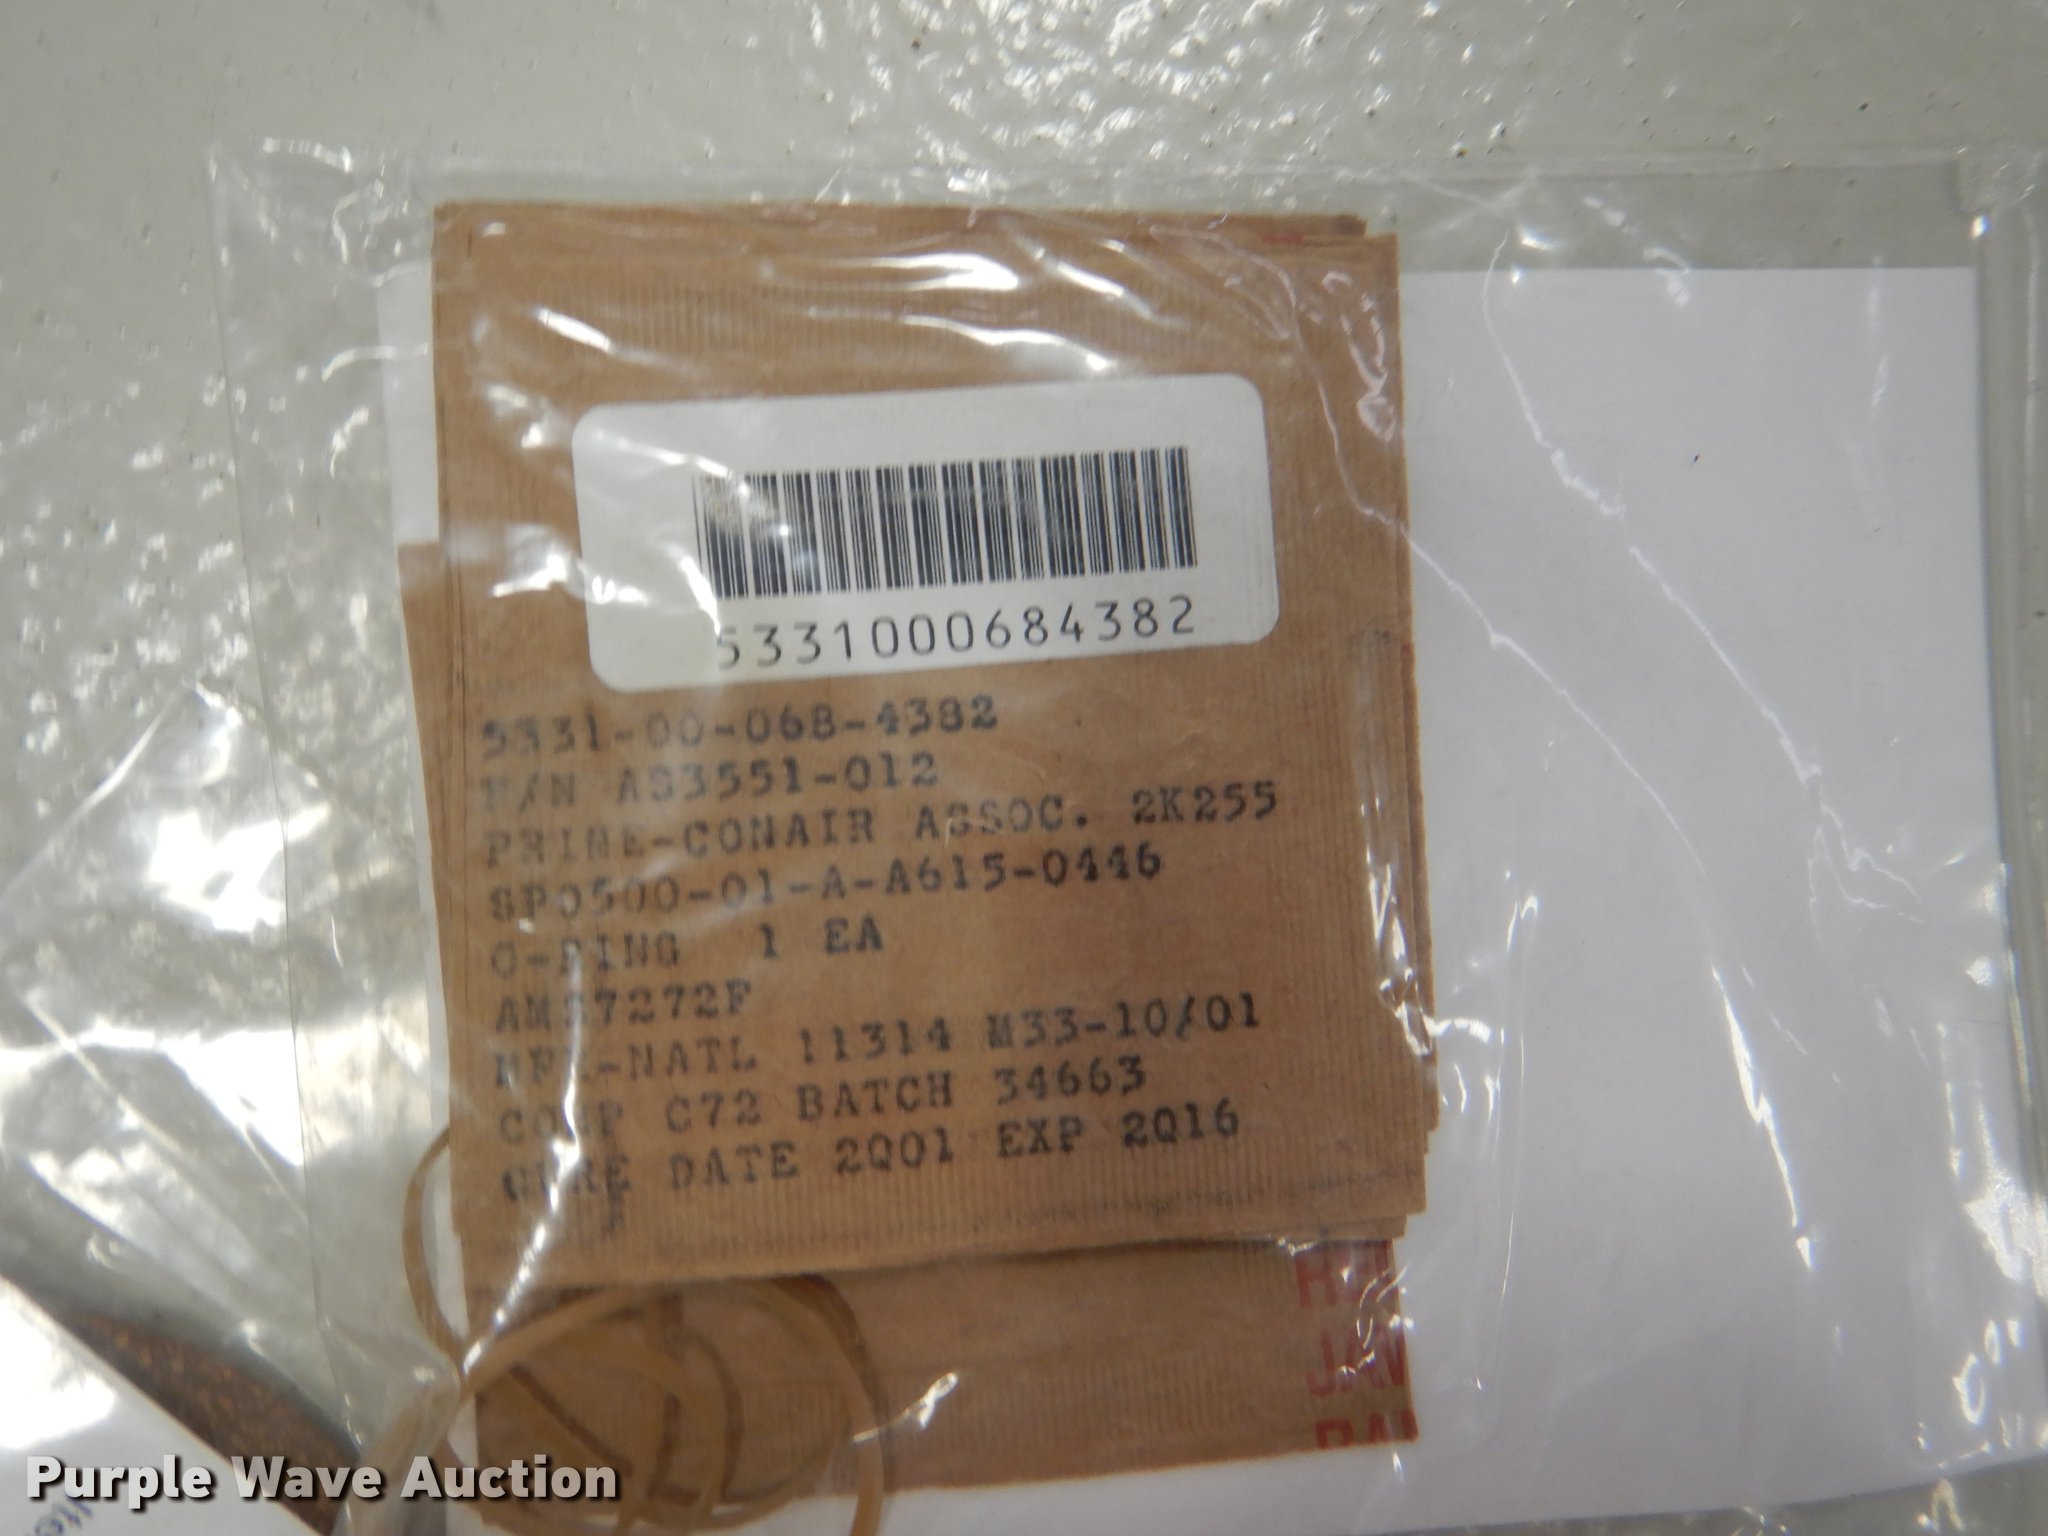 5331000684382
5331-00-068-4382
P/N AS3551-012
PRIME-CONAIR ASSOC. 2K255
SP0500-01-A-A615-0446
O-RING 1 EA
AM27272F
MFR-NATL 11314 M33-10/01
COMP C72 BATCH 34663
CURE DATE 2Q01 EXP 2Q16
Purple Wave Auction